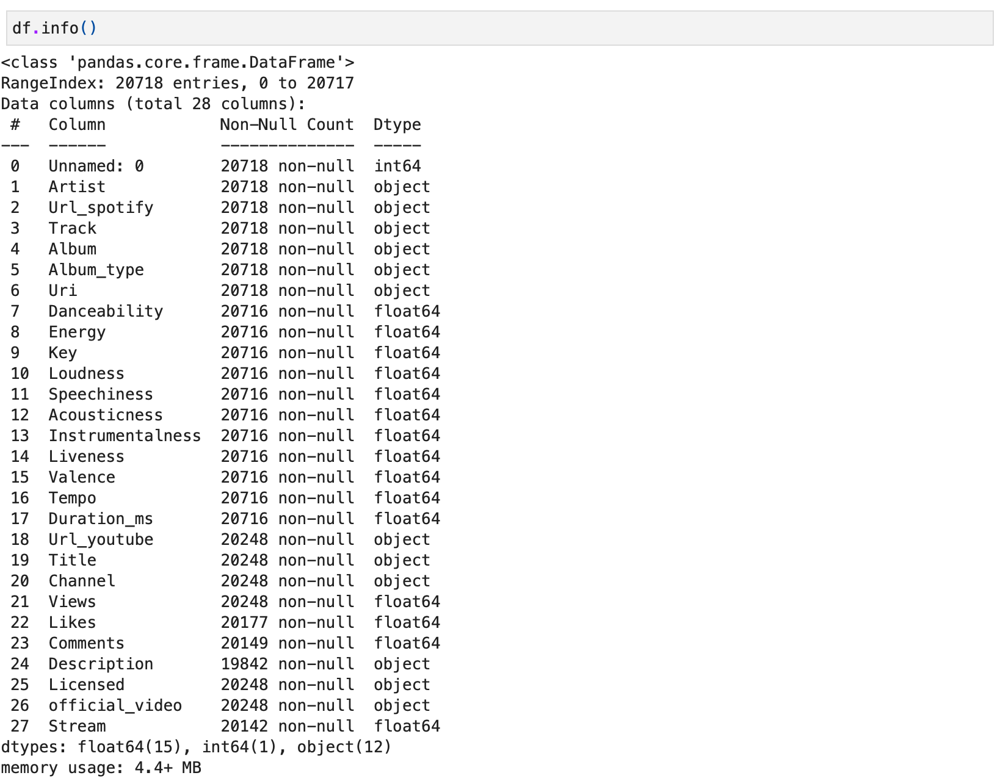 df.info()
<class 'pandas.core.frame.DataFrame'>
RangeIndex: 20718 entries, 0 to 20717
Data columns (total 28 columns):
 #   Column            Non-Null Count  Dtype
---  ------            --------------  -----
 0   Unnamed: 0        20718 non-null  int64
 1   Artist            20718 non-null  object
 2   Url_spotify       20718 non-null  object
 3   Track             20718 non-null  object
 4   Album             20718 non-null  object
 5   Album_type        20718 non-null  object
 6   Uri               20718 non-null  object
 7   Danceability      20716 non-null  float64
 8   Energy            20716 non-null  float64
 9   Key               20716 non-null  float64
 10  Loudness          20716 non-null  float64
 11  Speechiness       20716 non-null  float64
 12  Acousticness      20716 non-null  float64
 13  Instrumentalness  20716 non-null  float64
 14  Liveness          20716 non-null  float64
 15  Valence           20716 non-null  float64
 16  Tempo             20716 non-null  float64
 17  Duration_ms       20716 non-null  float64
 18  Url_youtube       20248 non-null  object
 19  Title             20248 non-null  object
 20  Channel           20248 non-null  object
 21  Views             20248 non-null  float64
 22  Likes             20177 non-null  float64
 23  Comments          20149 non-null  float64
 24  Description       19842 non-null  object
 25  Licensed          20248 non-null  object
 26  official_video    20248 non-null  object
 27  Stream            20142 non-null  float64
dtypes: float64(15), int64(1), object(12)
memory usage: 4.4+ MB